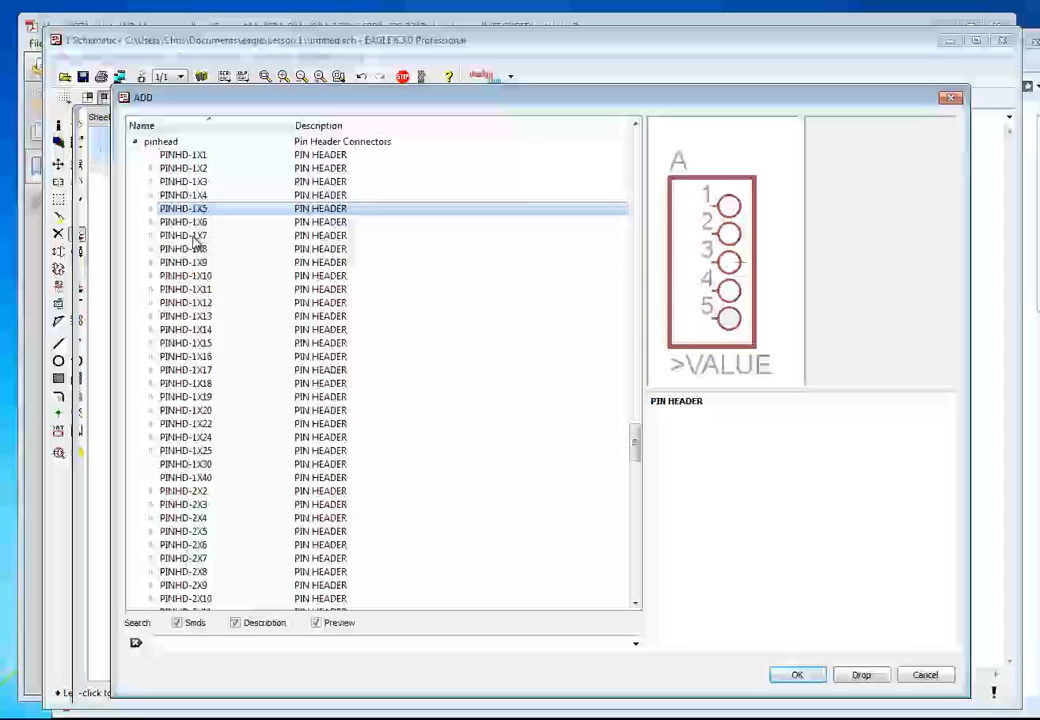 1 Schematic - C:\Users\Chris\Documents\eagle\Lesson 1\untitled.sch - EAGLE 6.3.0 Professional
1/1
STOP
ADD
Sheet
Name Description
pinhead Pin Header Connectors
PINHD-1X1 PIN HEADER
PINHD-1X2 PIN HEADER
PINHD-1X3 PIN HEADER
PINHD-1X4 PIN HEADER
PINHD-1X5 PIN HEADER
PINHD-1X6 PIN HEADER
PINHD-1X7 PIN HEADER
PINHD-1X8 PIN HEADER
PINHD-1X9 PIN HEADER
PINHD-1X10 PIN HEADER
PINHD-1X11 PIN HEADER
PINHD-1X12 PIN HEADER
PINHD-1X13 PIN HEADER
PINHD-1X14 PIN HEADER
PINHD-1X15 PIN HEADER
PINHD-1X16 PIN HEADER
PINHD-1X17 PIN HEADER
PINHD-1X18 PIN HEADER
PINHD-1X19 PIN HEADER
PINHD-1X20 PIN HEADER
PINHD-1X22 PIN HEADER
PINHD-1X24 PIN HEADER
PINHD-1X25 PIN HEADER
PINHD-1X30 PIN HEADER
PINHD-1X40 PIN HEADER
PINHD-2X2 PIN HEADER
PINHD-2X3 PIN HEADER
PINHD-2X4 PIN HEADER
PINHD-2X5 PIN HEADER
PINHD-2X6 PIN HEADER
PINHD-2X7 PIN HEADER
PINHD-2X8 PIN HEADER
PINHD-2X9 PIN HEADER
PINHD-2X10 PIN HEADER
A
1
2
3
4
5
>VALUE
PIN HEADER
Search Smds Description Preview
OK Drop Cancel
-click to